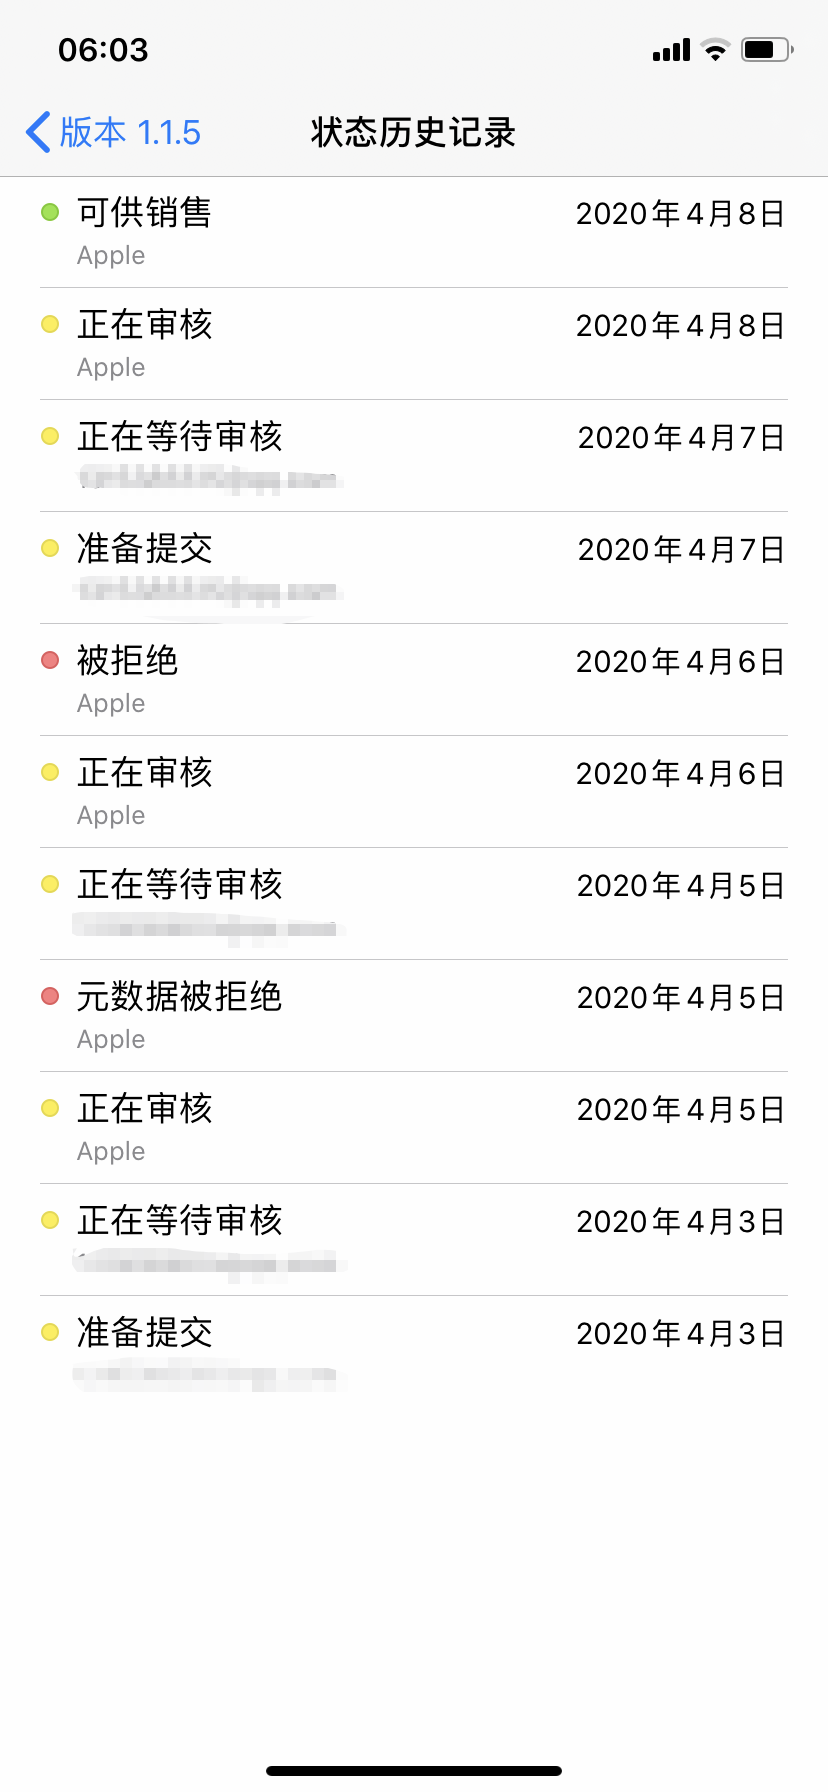 06:03
版本 1.1.5
状态历史记录
可供销售 2020年4月8日
Apple
正在审核 2020年4月8日
Apple
正在等待审核 2020年4月7日
准备提交 2020年4月7日
被拒绝 2020年4月6日
Apple
正在审核 2020年4月6日
Apple
正在等待审核 2020年4月5日
元数据被拒绝 2020年4月5日
Apple
正在审核 2020年4月5日
Apple
正在等待审核 2020年4月3日
准备提交 2020年4月3日